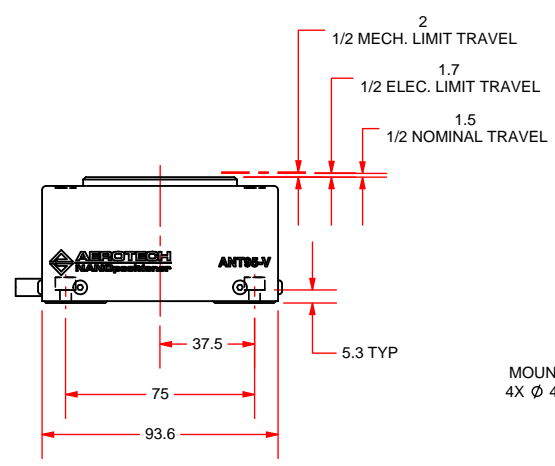 2
1/2 MECH. LIMIT TRAVEL
1.7
1/2 ELEC. LIMIT TRAVEL
1.5
1/2 NOMINAL TRAVEL
AEROTECH
NANOpositioner
ANT95-V
37.5
5.3 TYP
75
93.6
MOUN
4X Ø 4